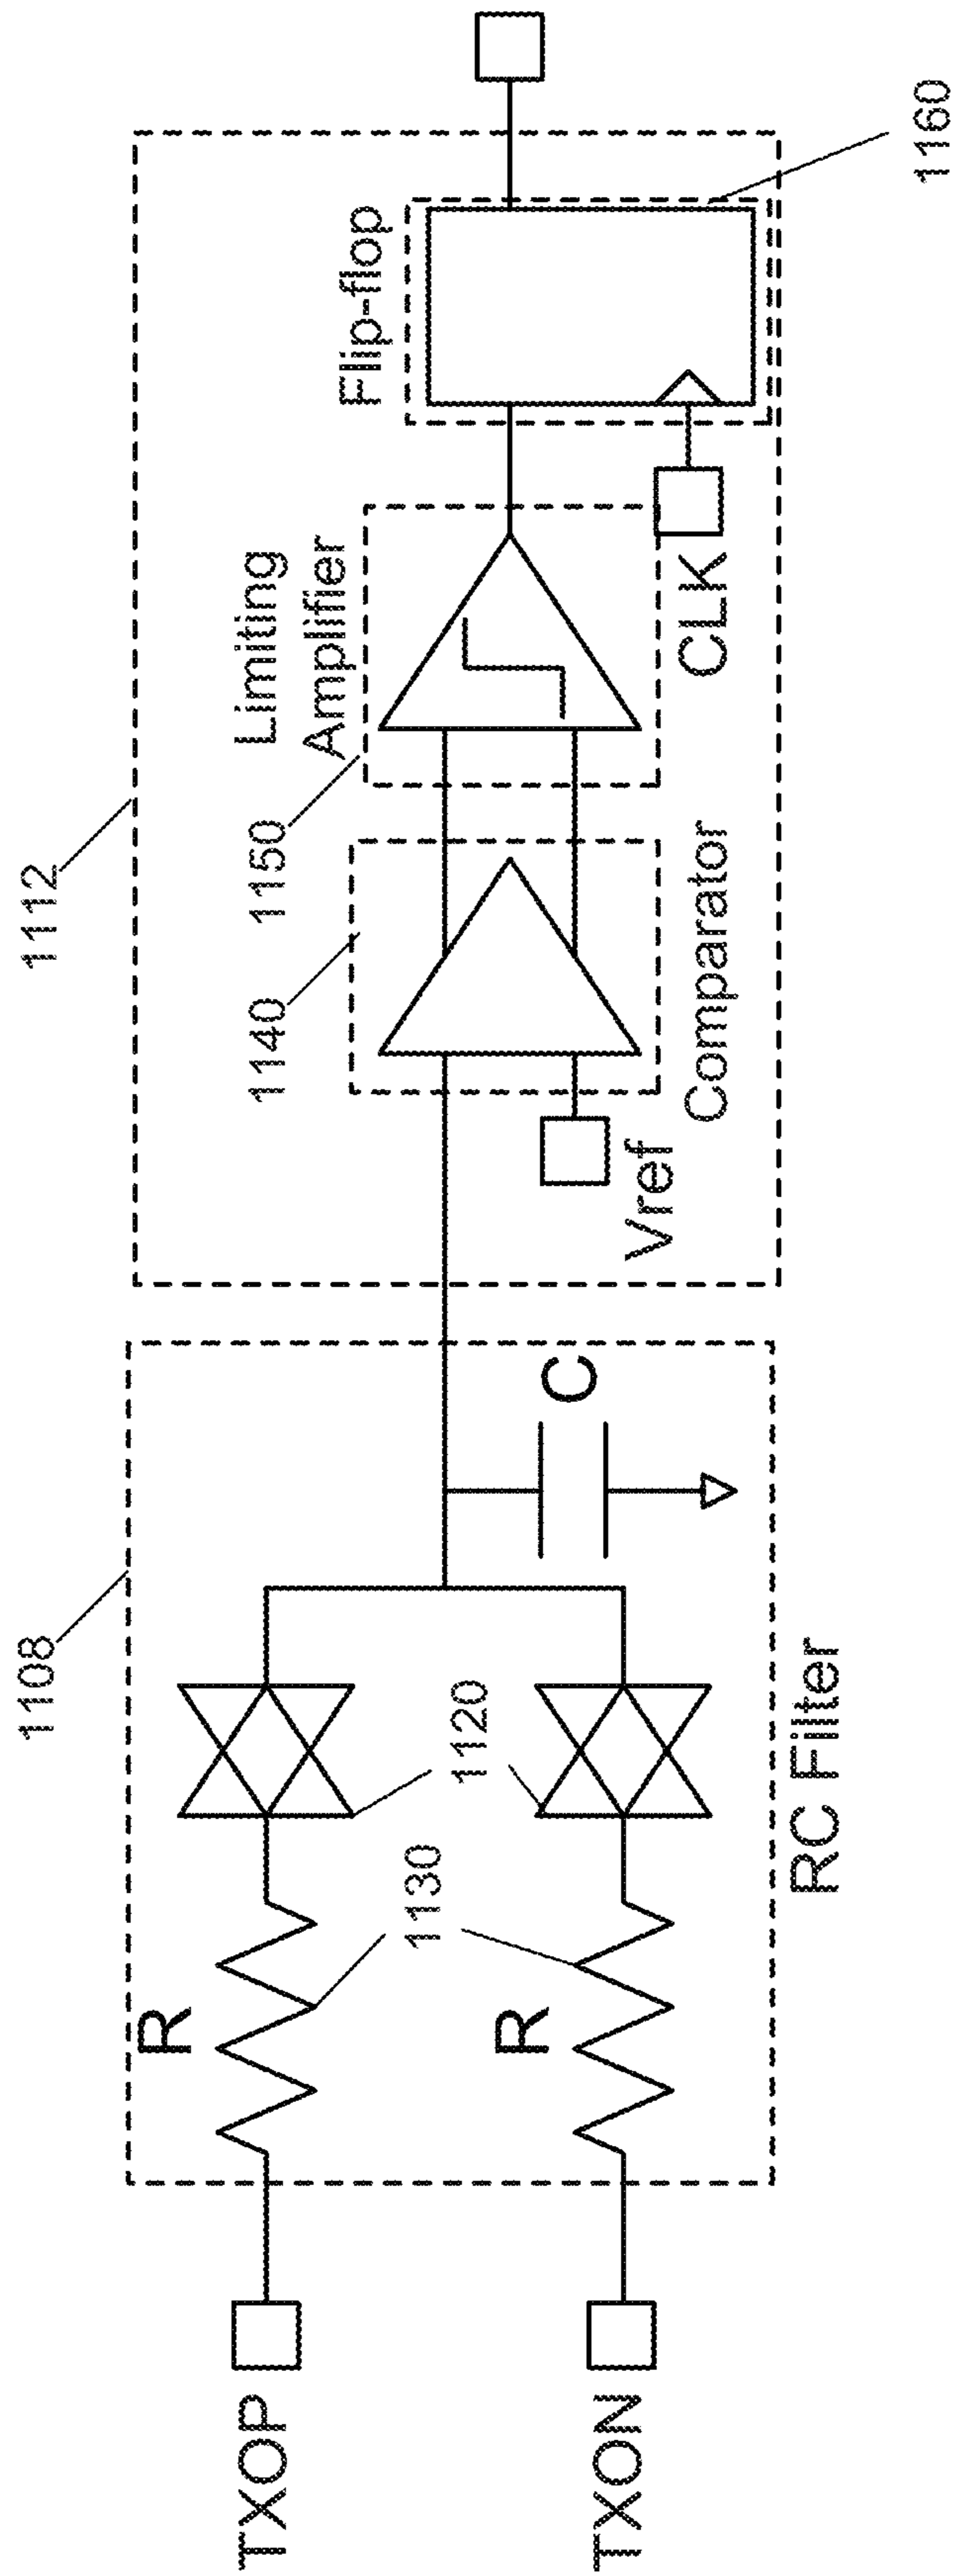 1108
1112
TXOP
R
1130
1120
TXON
R
RC Filter
C
1140
Vref
Comparator
1150
Limiting
Amplifier
CLK
Flip-flop
1160